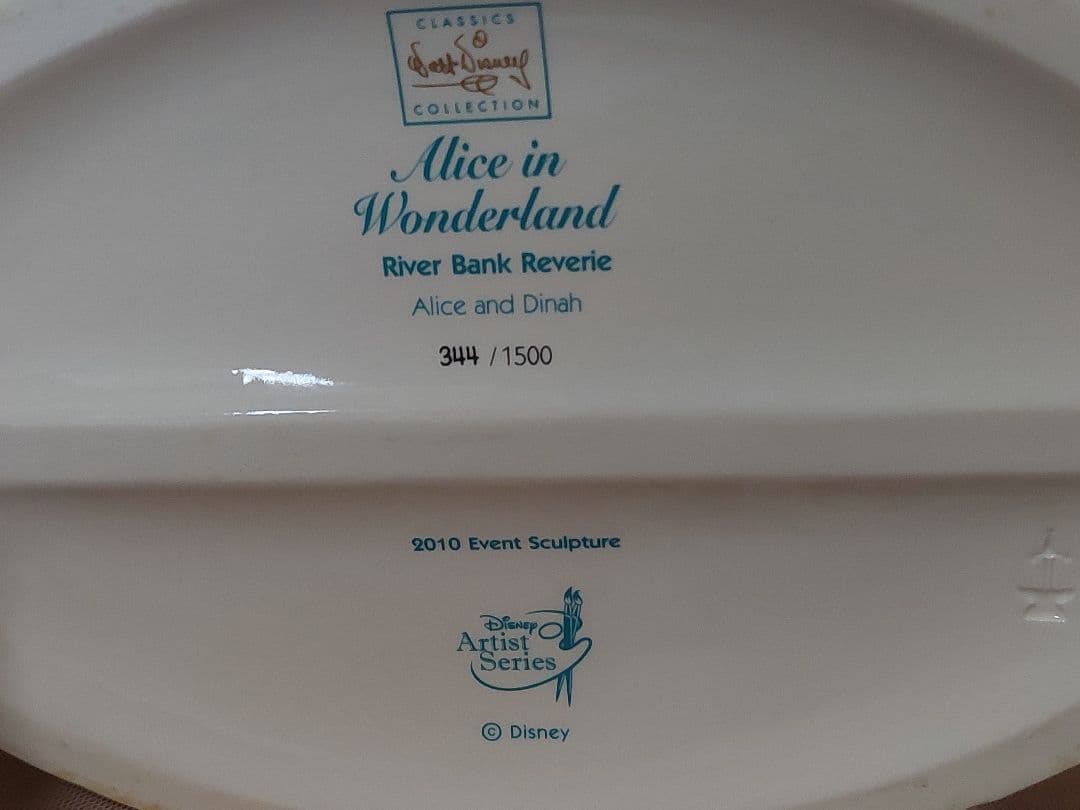 CLASSICS
Walt Disney
COLLECTION
Alice in
Wonderland
River Bank Reverie
Alice and Dinah
344 / 1500
2010 Event Sculpture
Disney
Artist
Series
© Disney